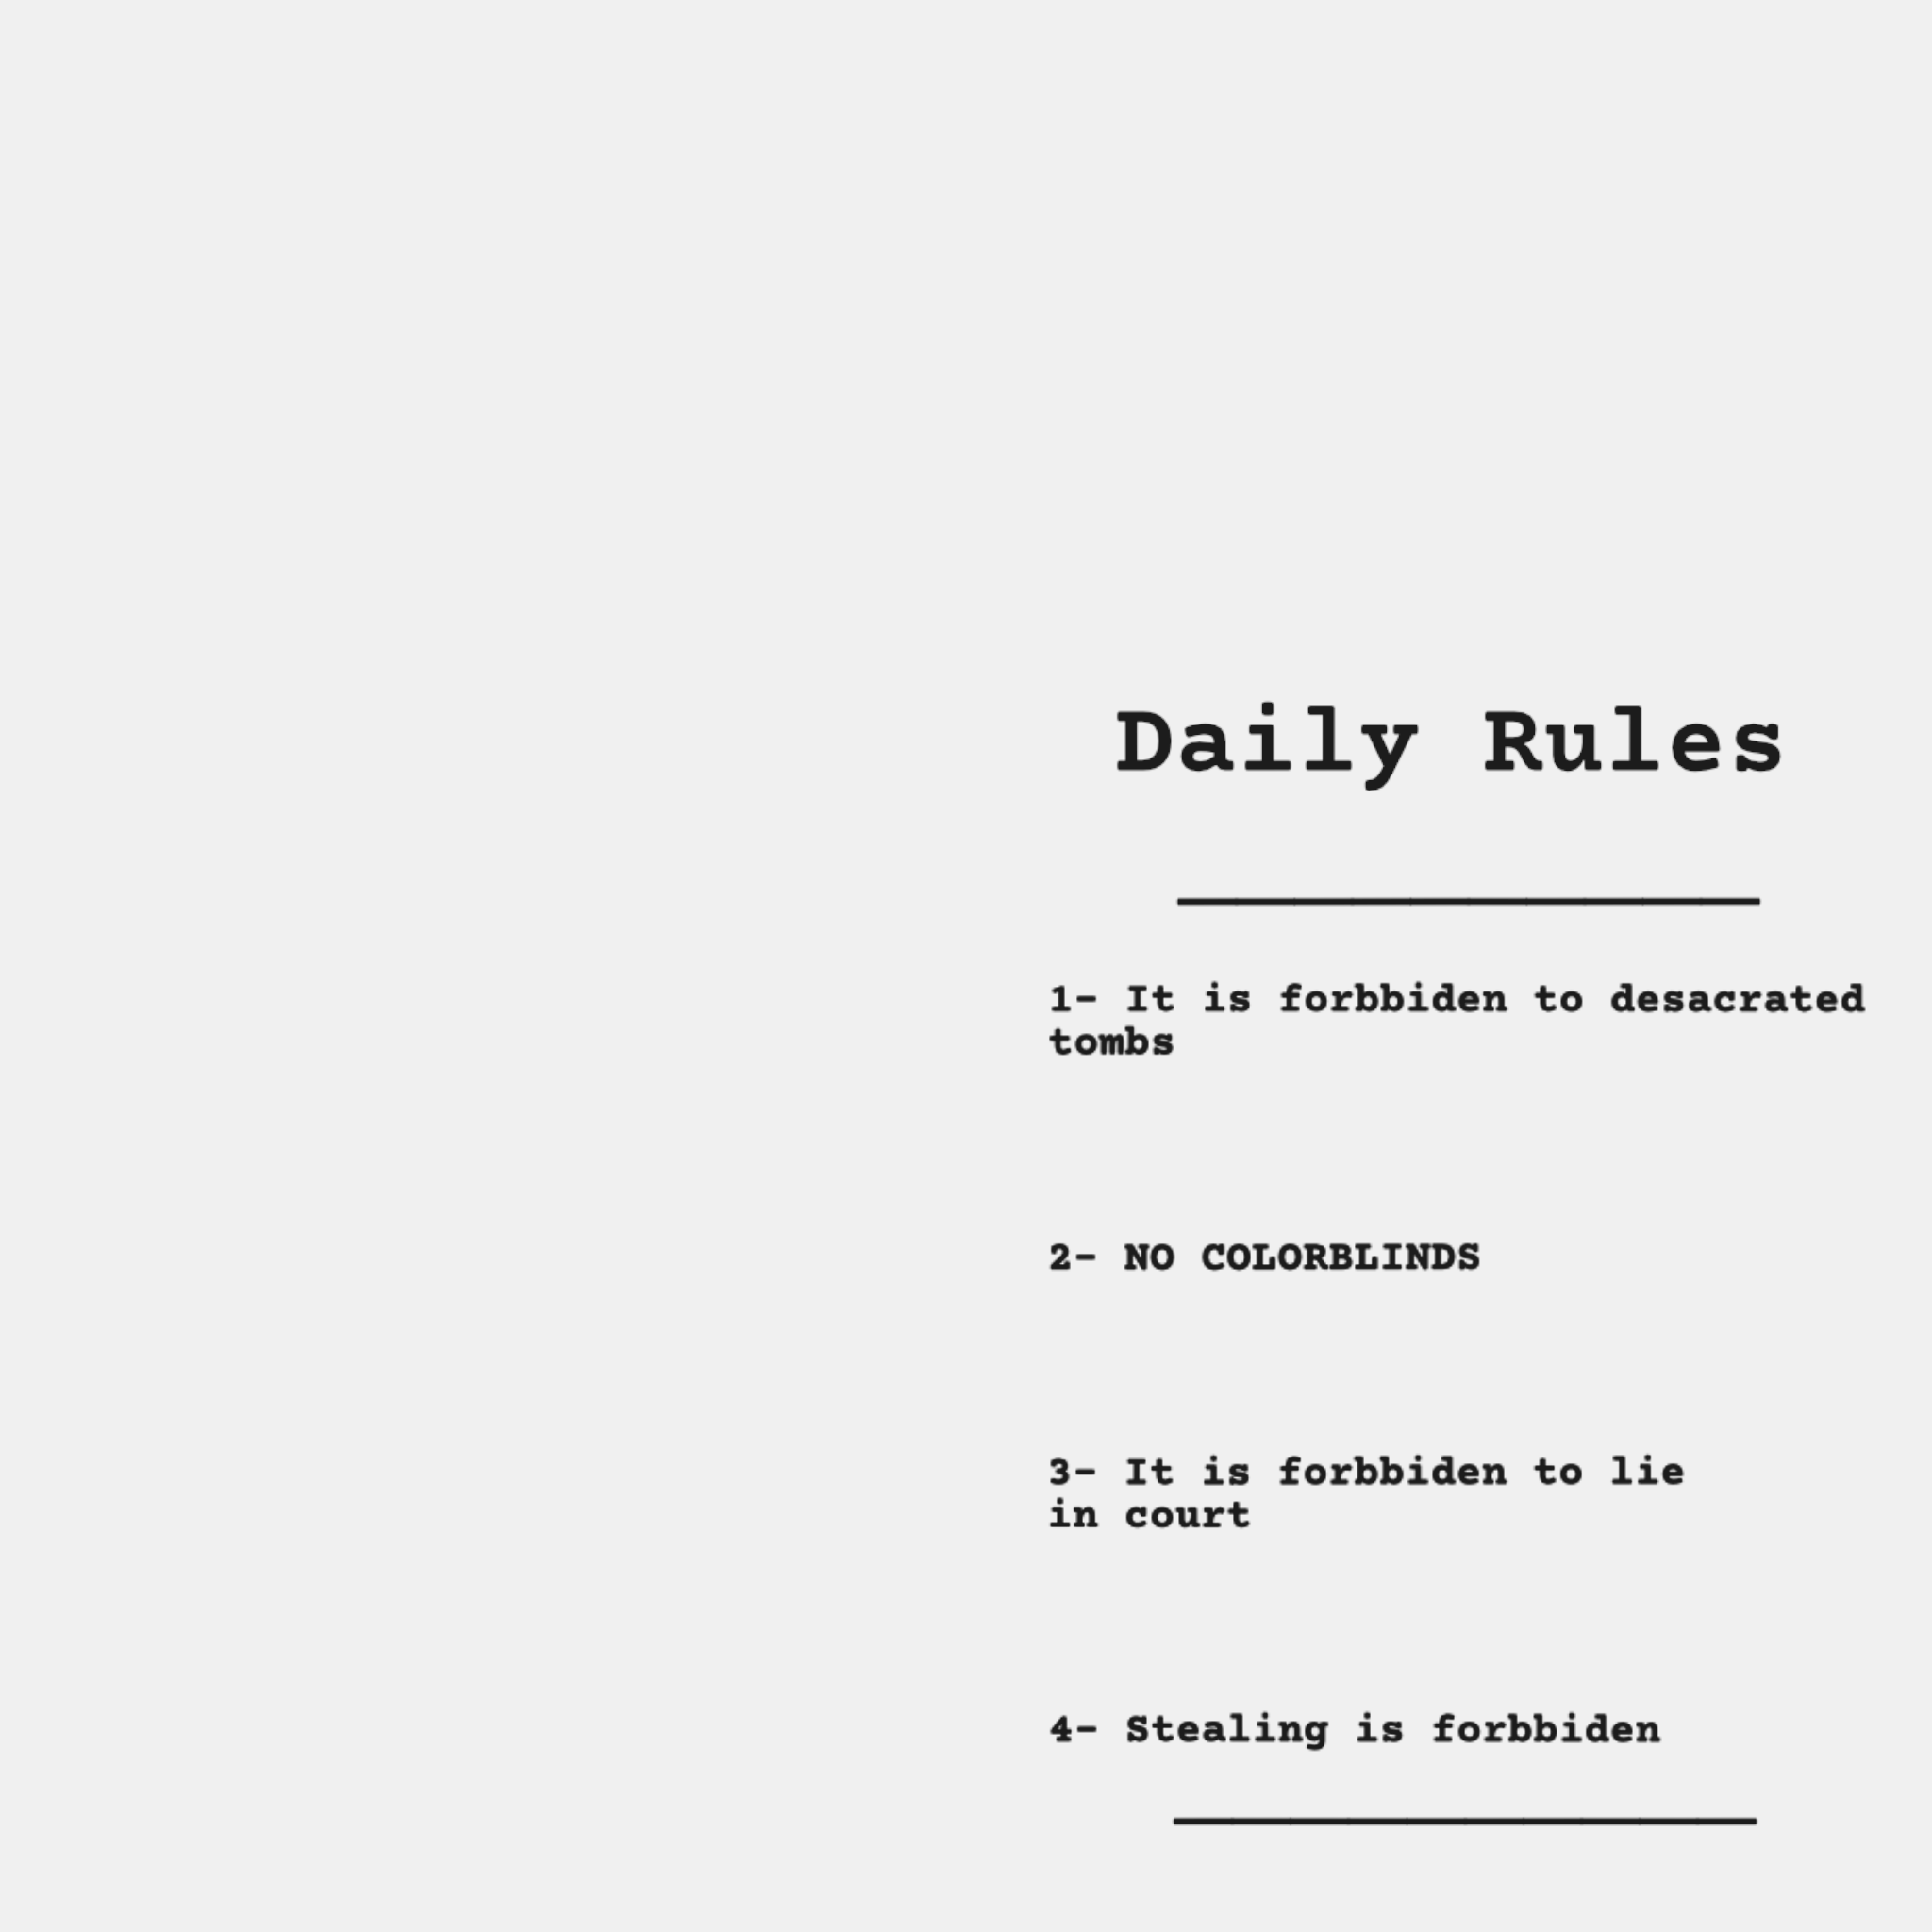 Daily Rules
1- It is forbbiden to desacrated
tombs
2- NO COLORBLINDS
3- It is forbbiden to lie
in court
4- Stealing is forbbiden